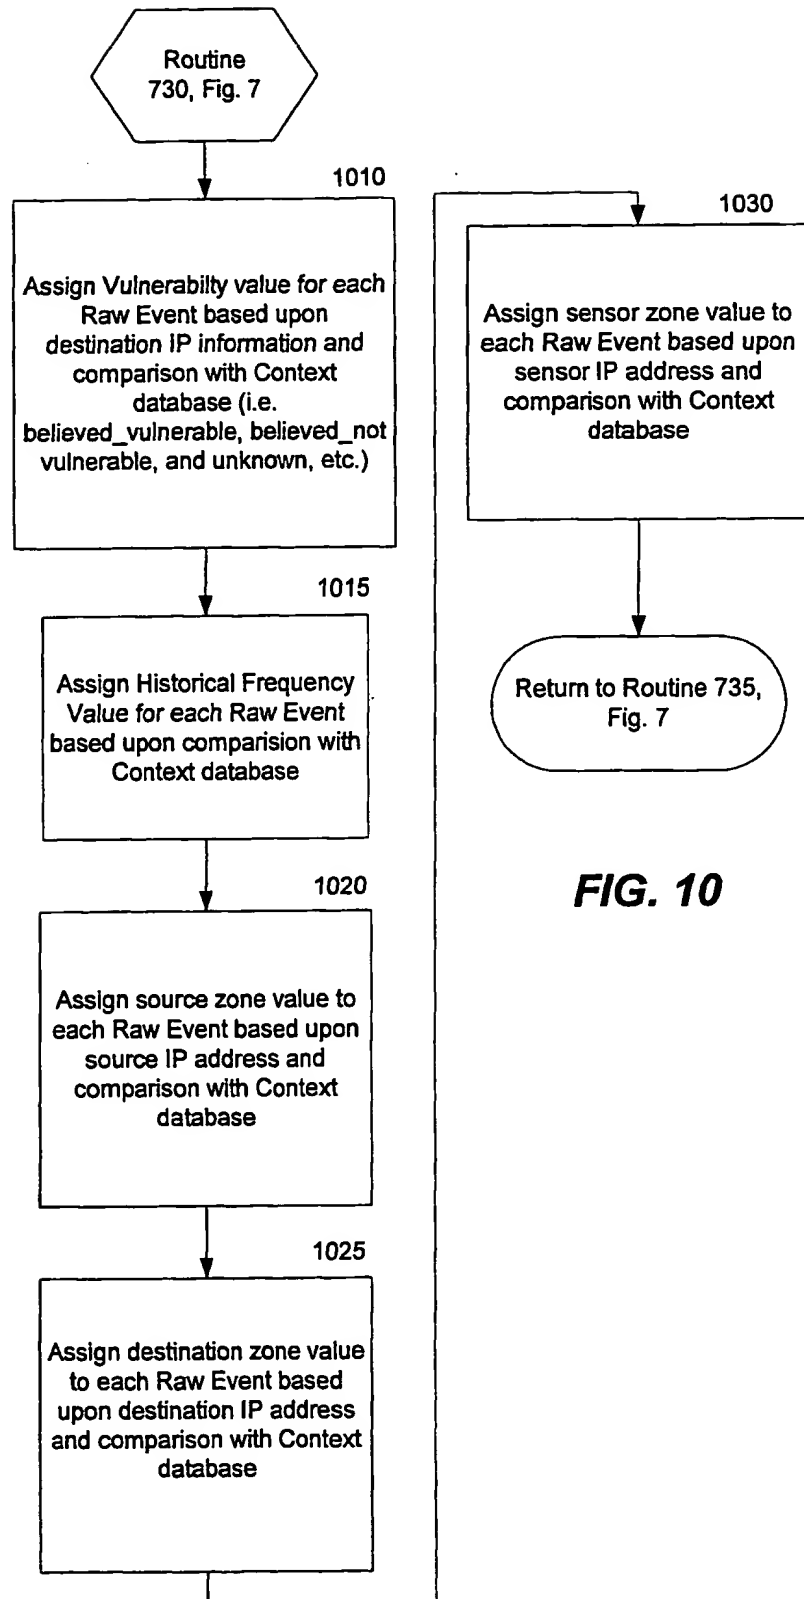 Routine
730, Fig. 7
1010
Assign Vulnerabilty value for each
Raw Event based upon
destination IP information and
comparison with Context
database (i.e.
believed_vulnerable, believed_not
vulnerable, and unknown, etc.)
1015
Assign Historical Frequency
Value for each Raw Event
based upon comparision with
Context database
1020
Assign source zone value to
each Raw Event based upon
source IP address and
comparison with Context
database
1025
Assign destination zone value
to each Raw Event based
upon destination IP address
and comparison with Context
database
1030
Assign sensor zone value to
each Raw Event based upon
sensor IP address and
comparison with Context
database
Return to Routine 735,
Fig. 7
FIG. 10